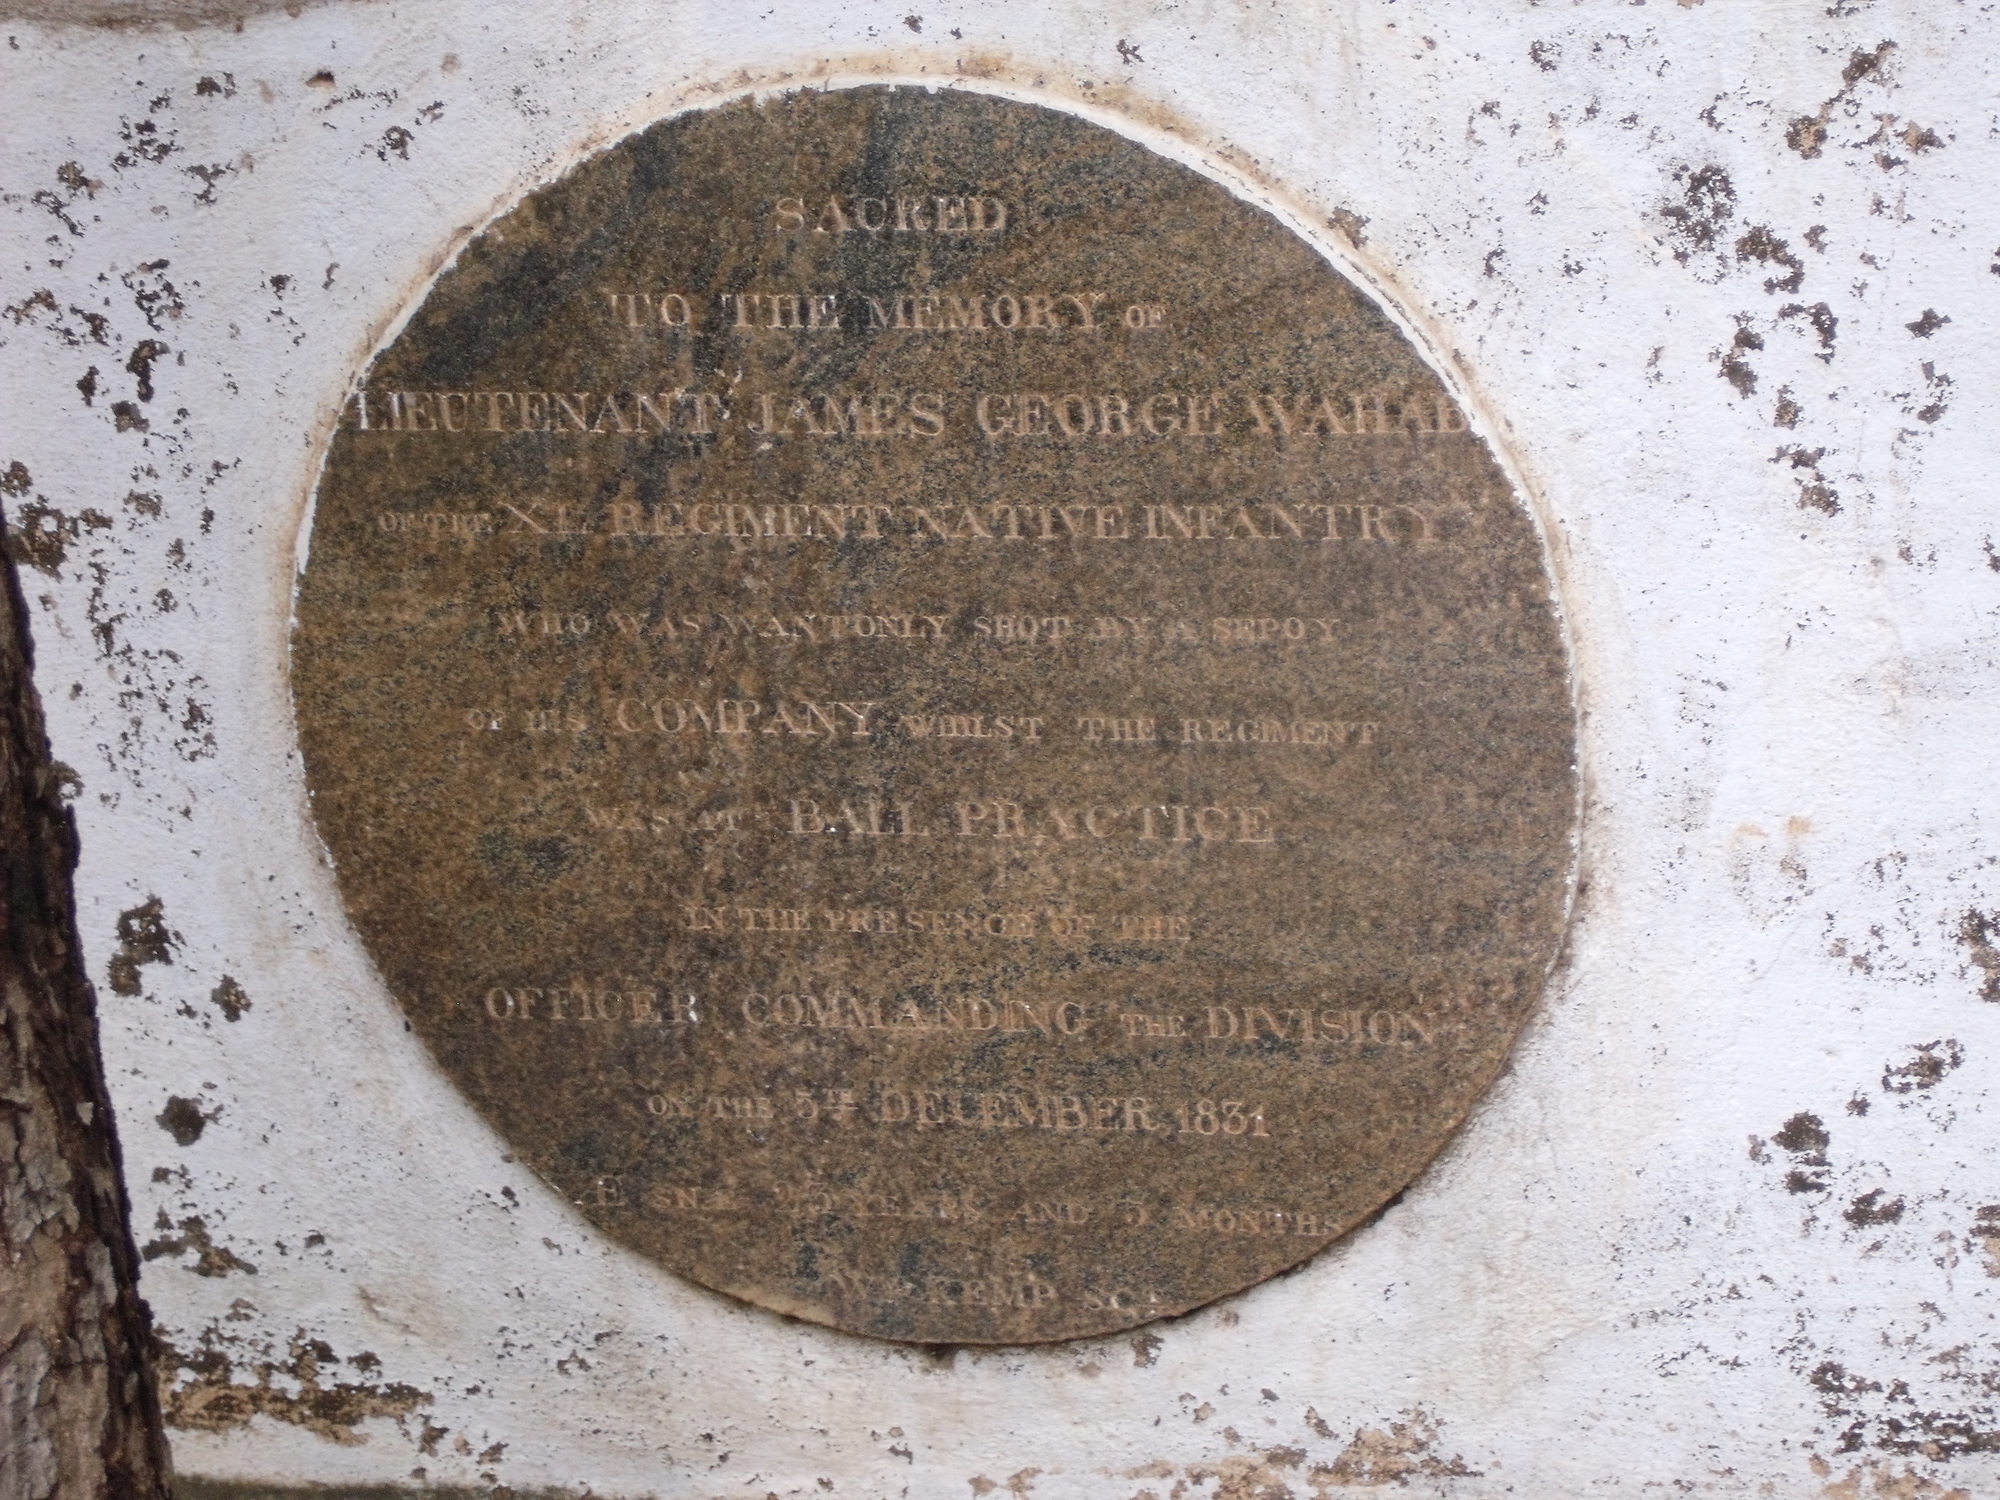 SACRED
TO THE MEMORY OF
LIEUTENANT JAMES GEORGE WAHAB
OF THE XL REGIMENT NATIVE INFANTRY
WHO WAS WANTONLY SHOT BY A SEPOY
OF HIS COMPANY WHILST THE REGIMENT
WAS AT BALL PRACTICE
IN THE PRESENCE OF THE
OFFICER COMMANDING THE DIVISION
ON THE 5TH DECEMBER 1831
YEARS AND MONTHS
KEMP SCT